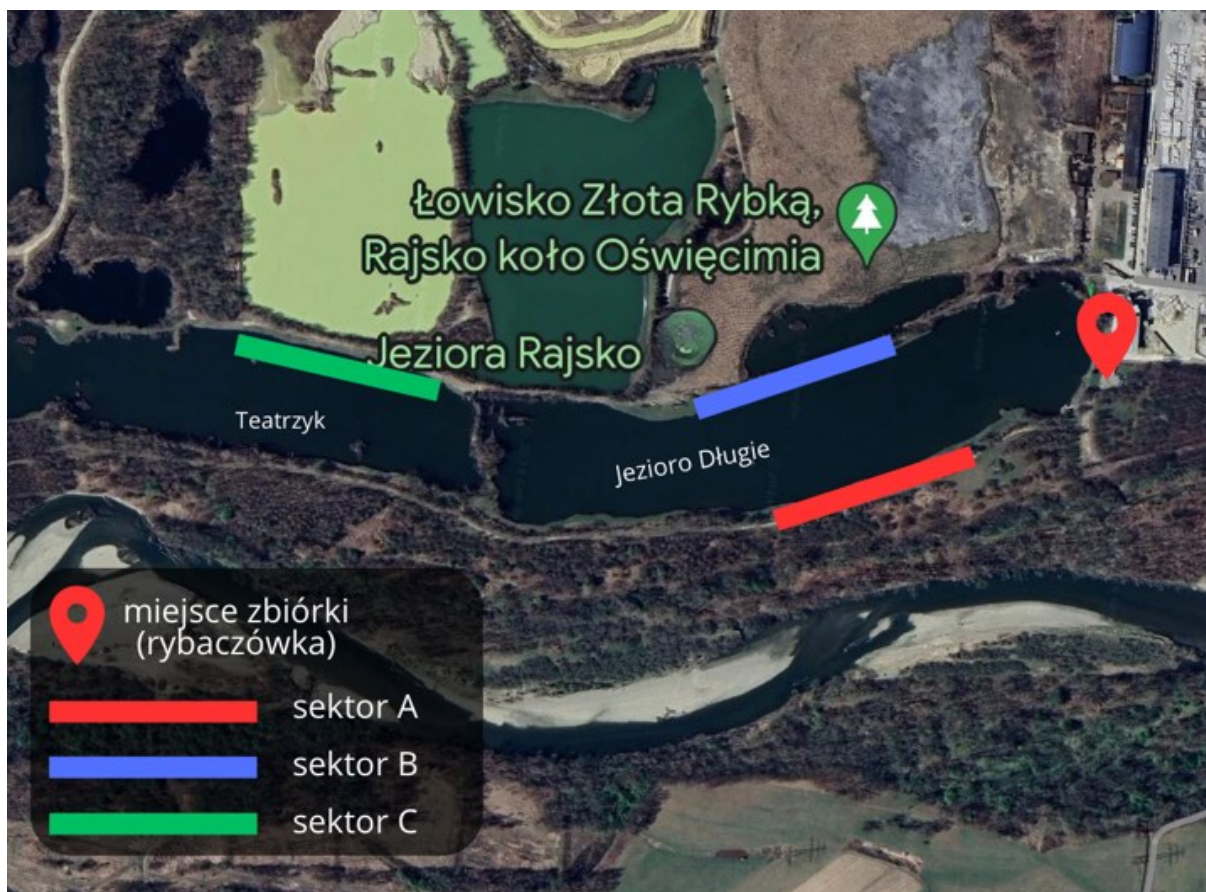 Łowisko Złota Rybką,
Rajsko koło Oświęcimia
Jeziora Rajsko
Teatrzyk
Jezioro Długie
miejsce zbiórki
(rybaczówka)
sektor A
sektor B
sektor C